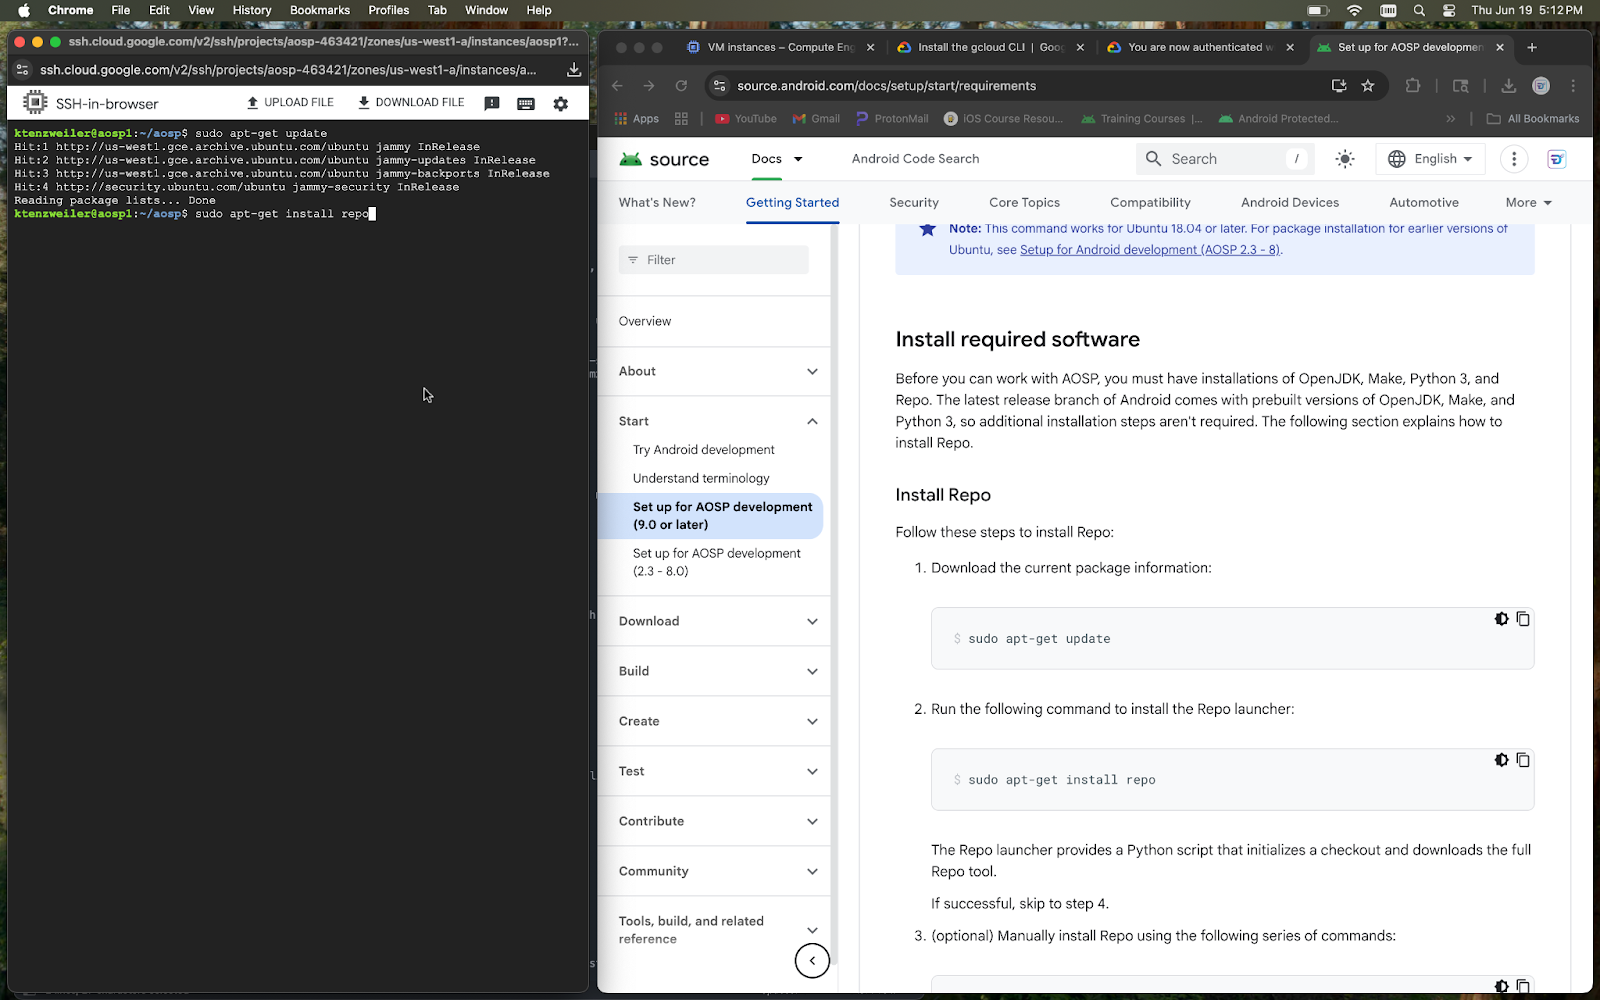 Chrome File Edit View History Bookmarks Profiles Tab Window Help Thu Jun 19 5:12 PM
ssh.cloud.google.com/v2/ssh/projects/aosp-463421/zones/us-west1-a/instances/aosp1?...
ssh.cloud.google.com/v2/ssh/projects/aosp-463421/zones/us-west1-a/instances/a...
SSH-in-browser UPLOAD FILE DOWNLOAD FILE
ktenzweiler@aosp1:~/aosp$ sudo apt-get update
Hit:1 http://us-west1.gce.archive.ubuntu.com/ubuntu jammy InRelease
Hit:2 http://us-west1.gce.archive.ubuntu.com/ubuntu jammy-updates InRelease
Hit:3 http://us-west1.gce.archive.ubuntu.com/ubuntu jammy-backports InRelease
Hit:4 http://security.ubuntu.com/ubuntu jammy-security InRelease
Reading package lists... Done
ktenzweiler@aosp1:~/aosp$ sudo apt-get install repo
VM instances – Compute Eng Install the gcloud CLI | Goog You are now authenticated w Set up for AOSP developmen
source.android.com/docs/setup/start/requirements
Apps YouTube Gmail ProtonMail iOS Course Resou... Training Courses |... Android Protected... All Bookmarks
source Docs Android Code Search Search / English
What's New? Getting Started Security Core Topics Compatibility Android Devices Automotive More
Filter
Overview
About
Start
Try Android development
Understand terminology
Set up for AOSP development
(9.0 or later)
Set up for AOSP development
(2.3 - 8.0)
Download
Build
Create
Test
Contribute
Community
Tools, build, and related
reference
Note: This command works for Ubuntu 18.04 or later. For package installation for earlier versions of
Ubuntu, see Setup for Android development (AOSP 2.3 - 8).
Install required software
Before you can work with AOSP, you must have installations of OpenJDK, Make, Python 3, and
Repo. The latest release branch of Android comes with prebuilt versions of OpenJDK, Make, and
Python 3, so additional installation steps aren't required. The following section explains how to
install Repo.
Install Repo
Follow these steps to install Repo:
1. Download the current package information:
$ sudo apt-get update
2. Run the following command to install the Repo launcher:
$ sudo apt-get install repo
The Repo launcher provides a Python script that initializes a checkout and downloads the full
Repo tool.
If successful, skip to step 4.
3. (optional) Manually install Repo using the following series of commands: